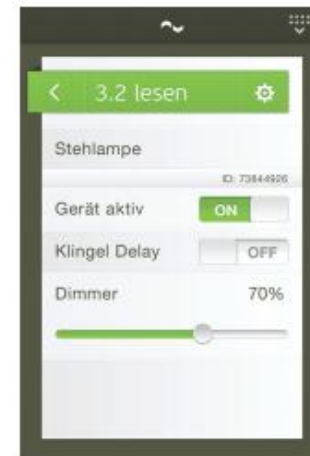 3.2 lesen
Stehlampe
ID: 73844926
Gerät aktiv ON
Klingel Delay OFF
Dimmer 70%